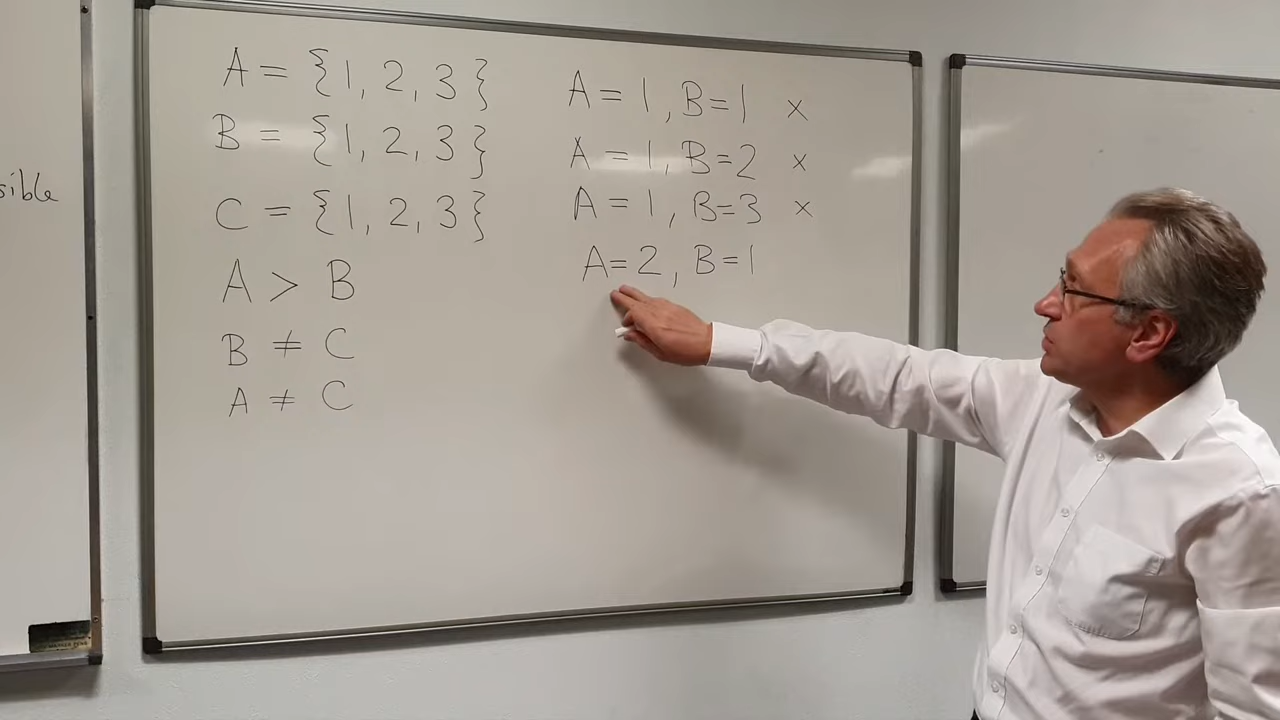 A = {1, 2, 3}
B = {1, 2, 3}
C = {1, 2, 3}
A > B
B ≠ C
A ≠ C
A = 1, B = 1 ×
A = 1, B = 2 ×
A = 1, B = 3 ×
A = 2, B = 1